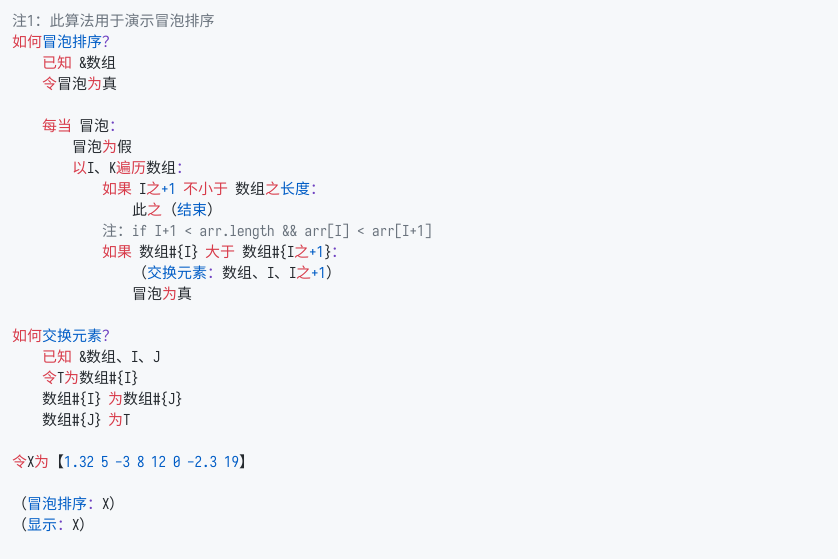 注1：此算法用于演示冒泡排序
如何冒泡排序？
    已知 &数组
    令冒泡为真
    每当 冒泡：
        冒泡为假
        以I、K遍历数组：
            如果 I之+1 不小于 数组之长度：
                此之（结束）
            注：if I+1 < arr.length && arr[I] < arr[I+1]
            如果 数组#{I} 大于 数组#{I之+1}：
                （交换元素：数组、I、I之+1）
                冒泡为真
如何交换元素？
    已知 &数组、I、J
    令T为数组#{I}
    数组#{I} 为数组#{J}
    数组#{J} 为T
令X为【1.32 5 -3 8 12 0 -2.3 19】
（冒泡排序：X）
（显示：X）